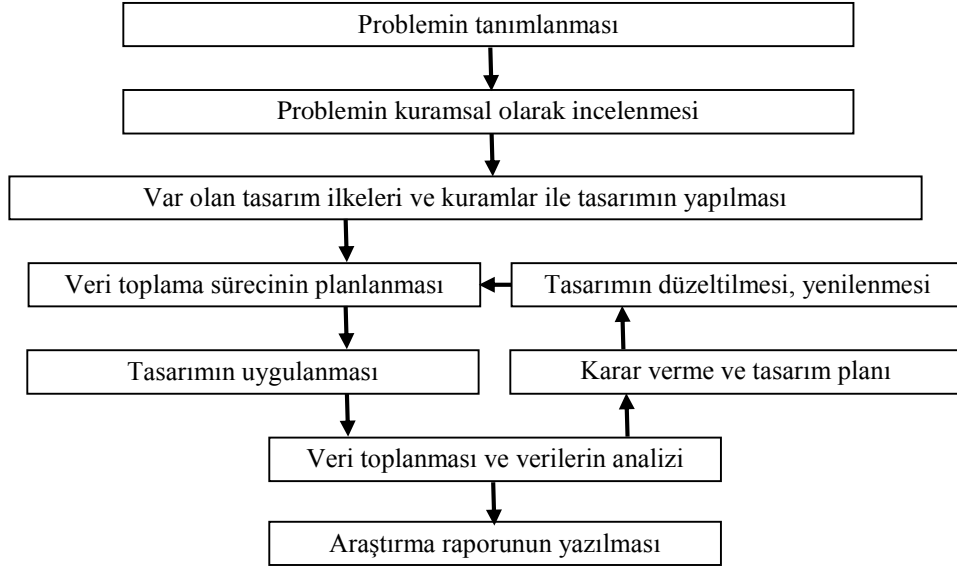 Problemin tanımlanması
Problemin kuramsal olarak incelenmesi
Var olan tasarım ilkeleri ve kuramlar ile tasarımın yapılması
Veri toplama sürecinin planlanması
Tasarımın düzeltilmesi, yenilenmesi
Tasarımın uygulanması
Karar verme ve tasarım planı
Veri toplanması ve verilerin analizi
Araştırma raporunun yazılması